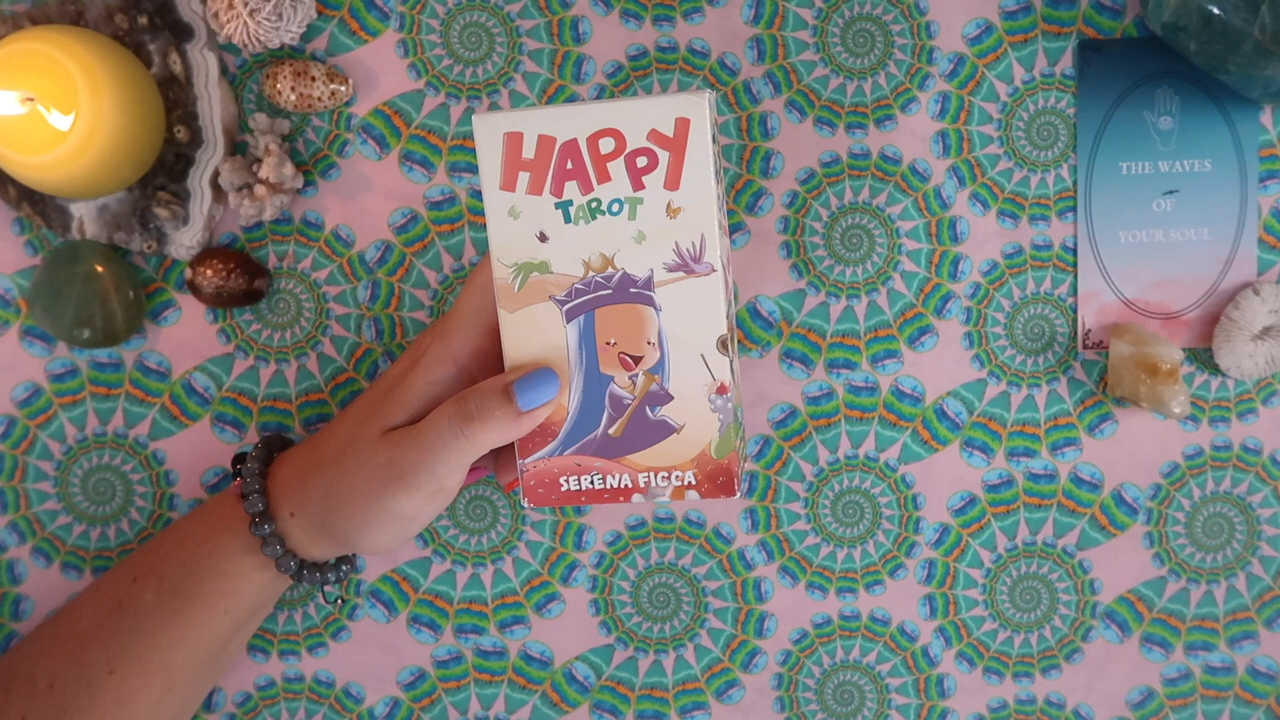 HAPPY
TAROT
SERENA FICCA
THE WAVES
OF
YOUR SOUL